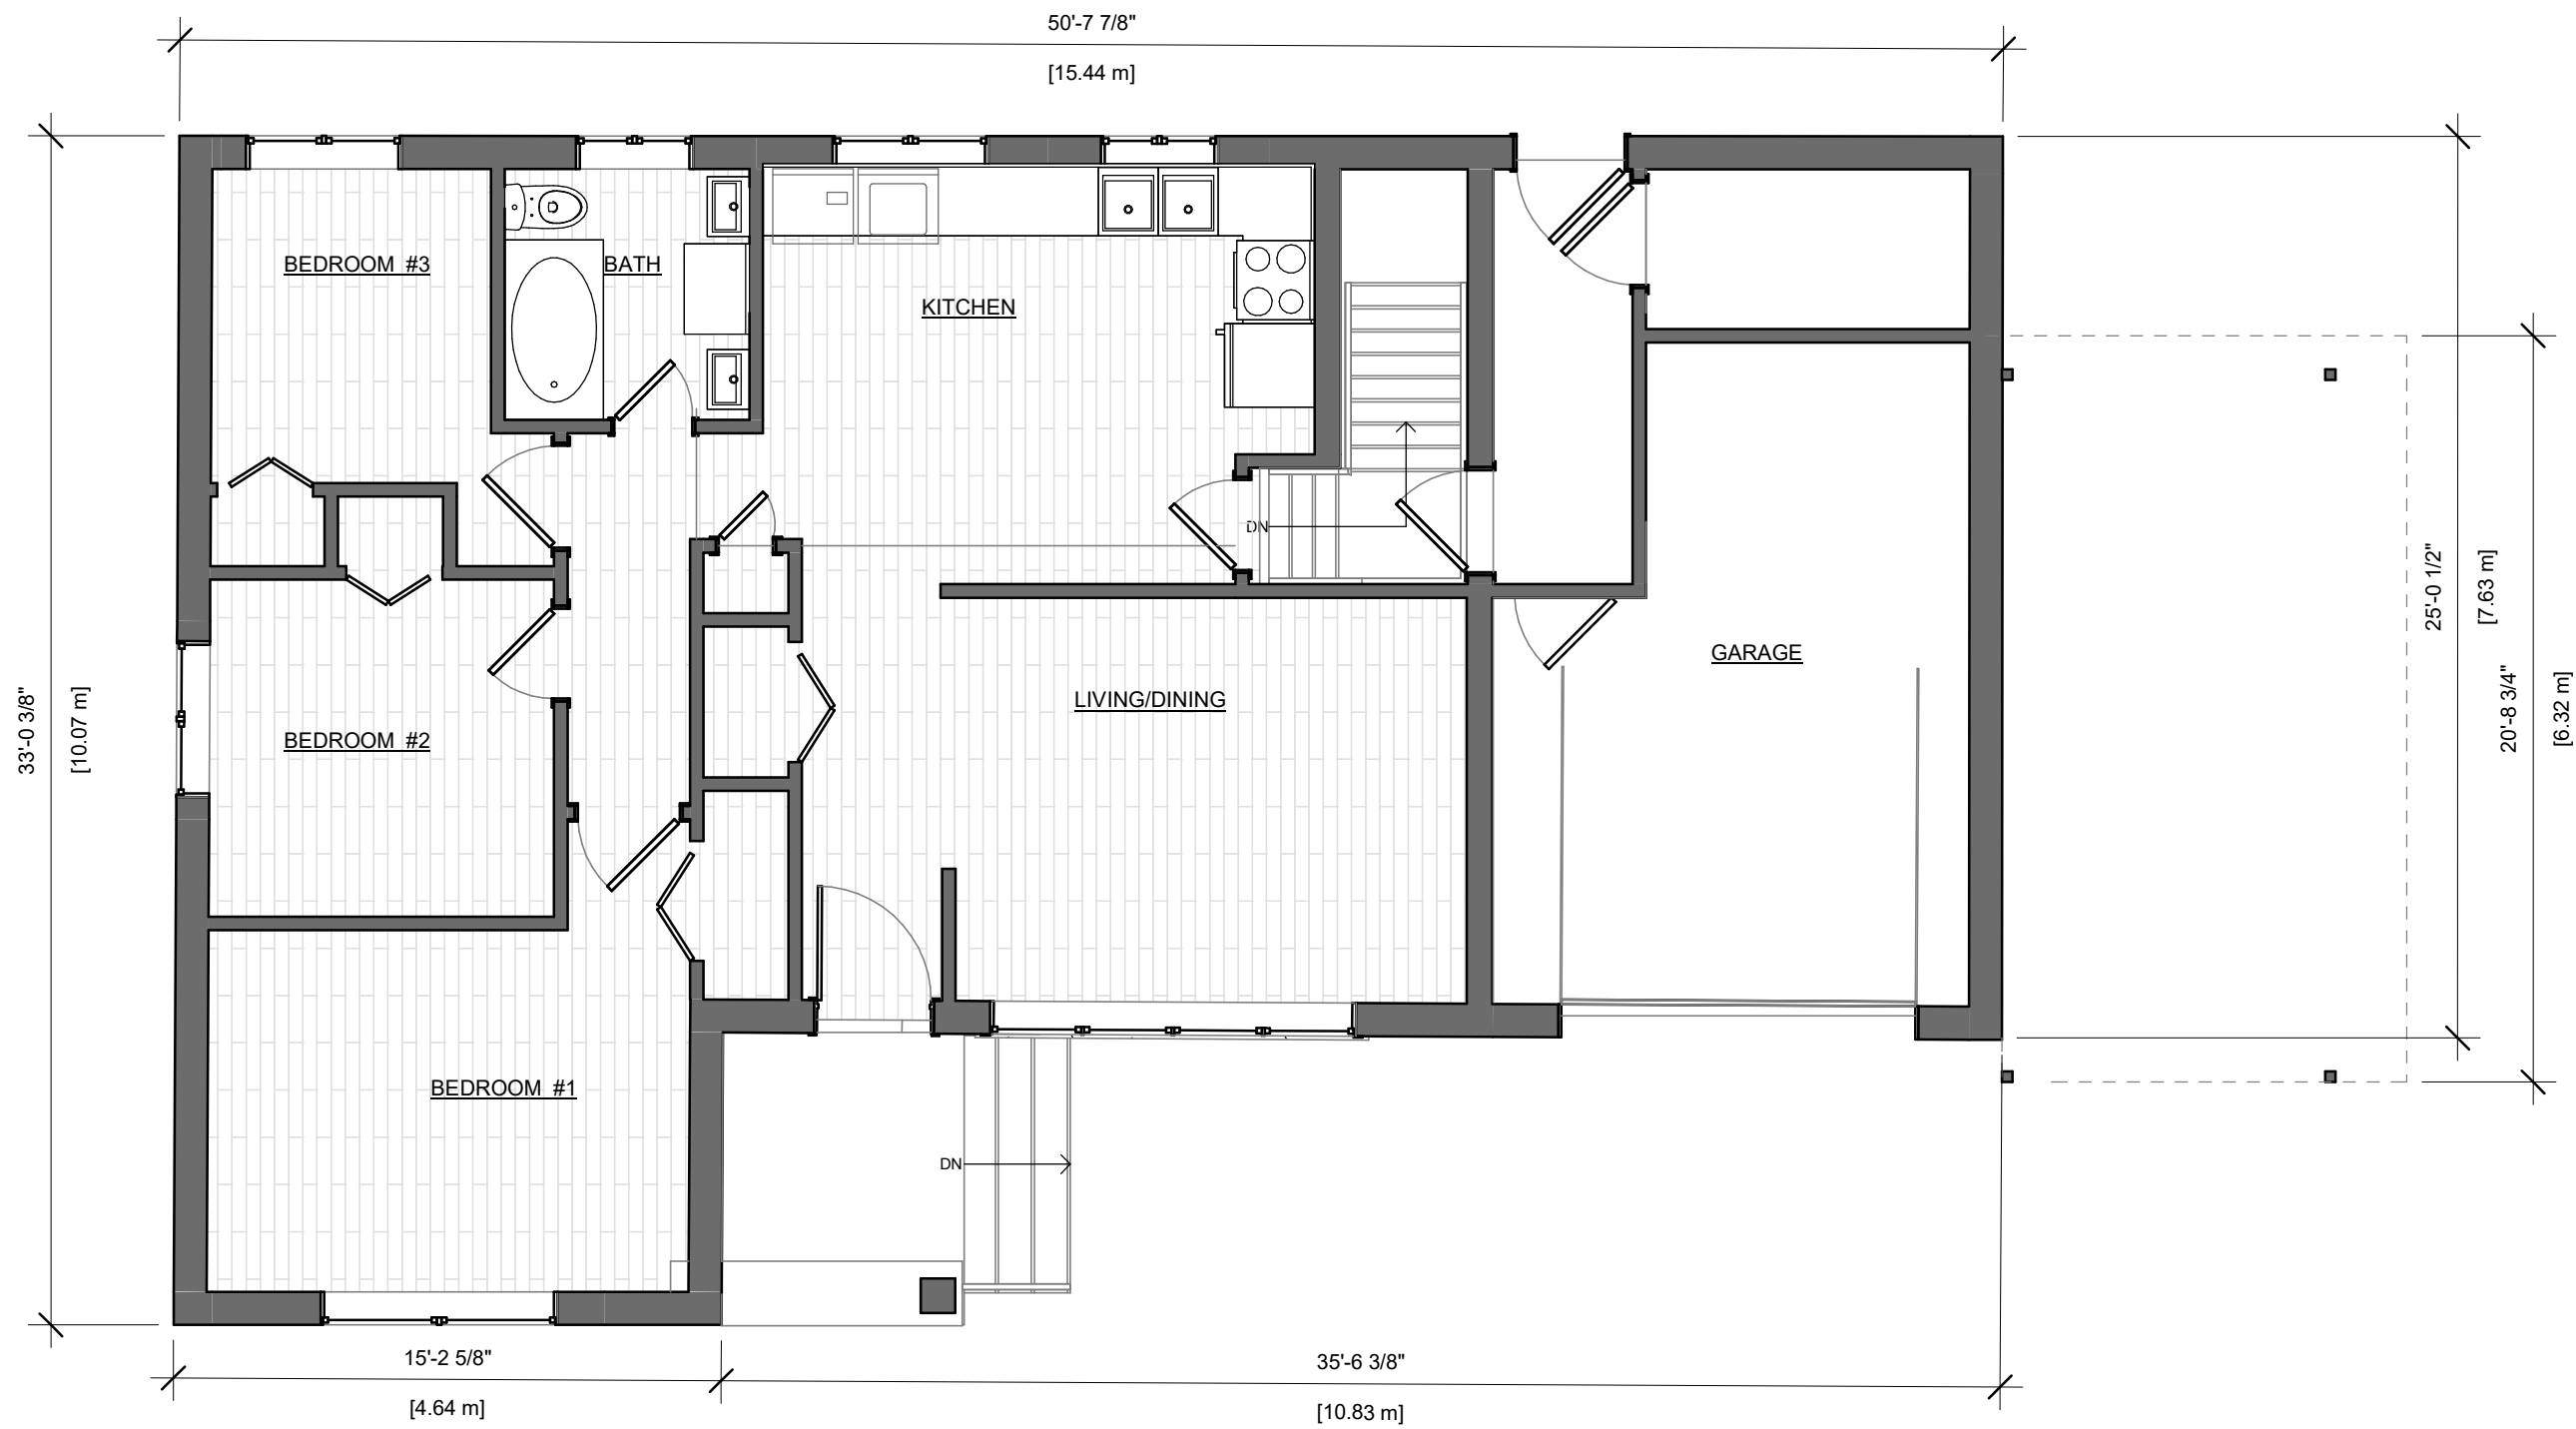 50'-7 7/8"
[15.44 m]
BEDROOM #3
BATH
KITCHEN
DN
25'-0 1/2"
[7.63 m]
GARAGE
LIVING/DINING
33'-0 3/8"
[10.07 m]
BEDROOM #2
20'-8 3/4"
[6.32 m]
BEDROOM #1
DN
15'-2 5/8"
[4.64 m]
35'-6 3/8"
[10.83 m]